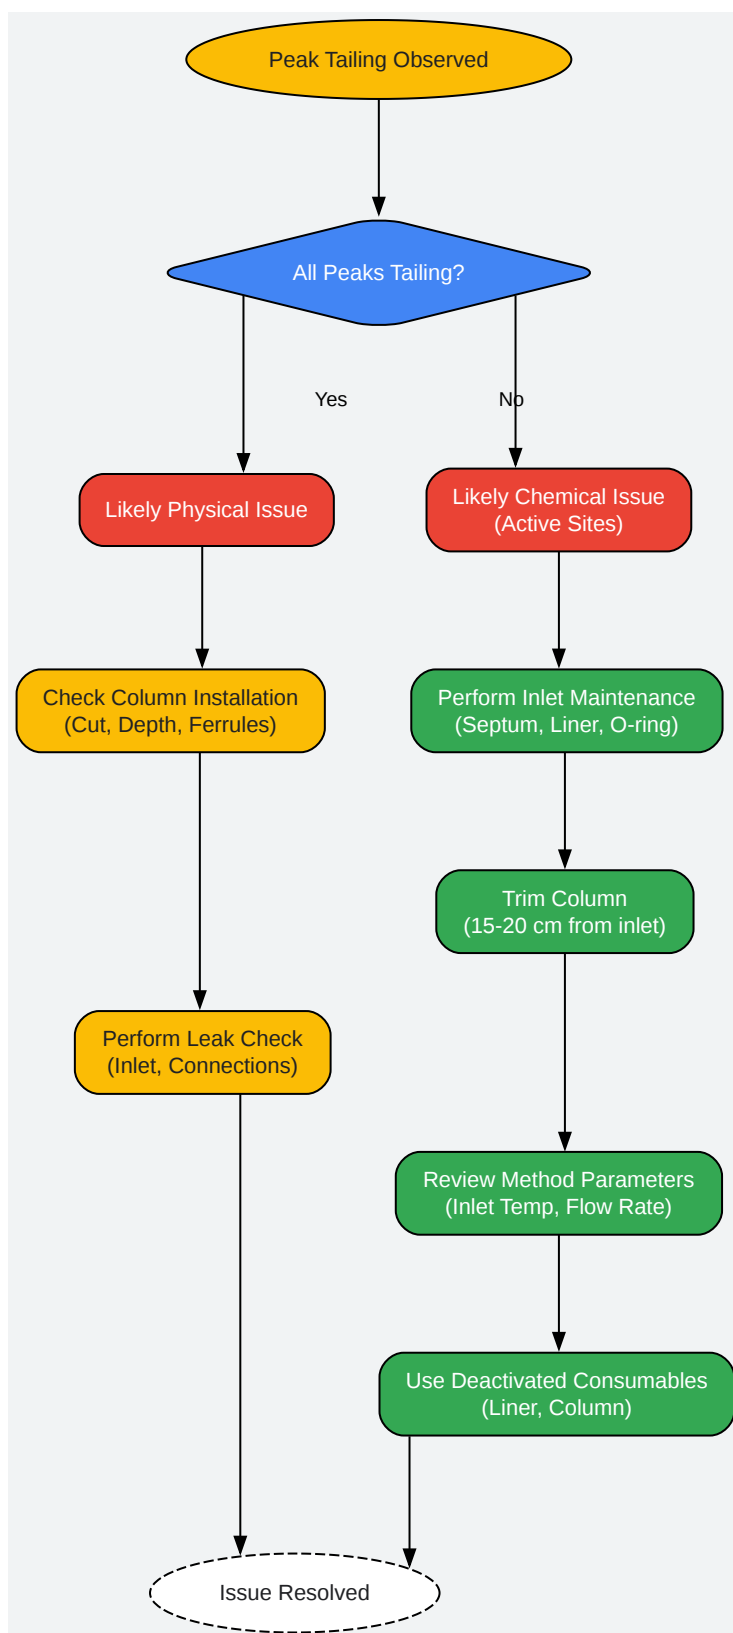 Peak Tailing Observed
All Peaks Tailing?
Yes
No
Likely Physical Issue
Likely Chemical Issue
(Active Sites)
Check Column Installation
(Cut, Depth, Ferrules)
Perform Inlet Maintenance
(Septum, Liner, O-ring)
Trim Column
(15-20 cm from inlet)
Perform Leak Check
(Inlet, Connections)
Review Method Parameters
(Inlet Temp, Flow Rate)
Use Deactivated Consumables
(Liner, Column)
Issue Resolved